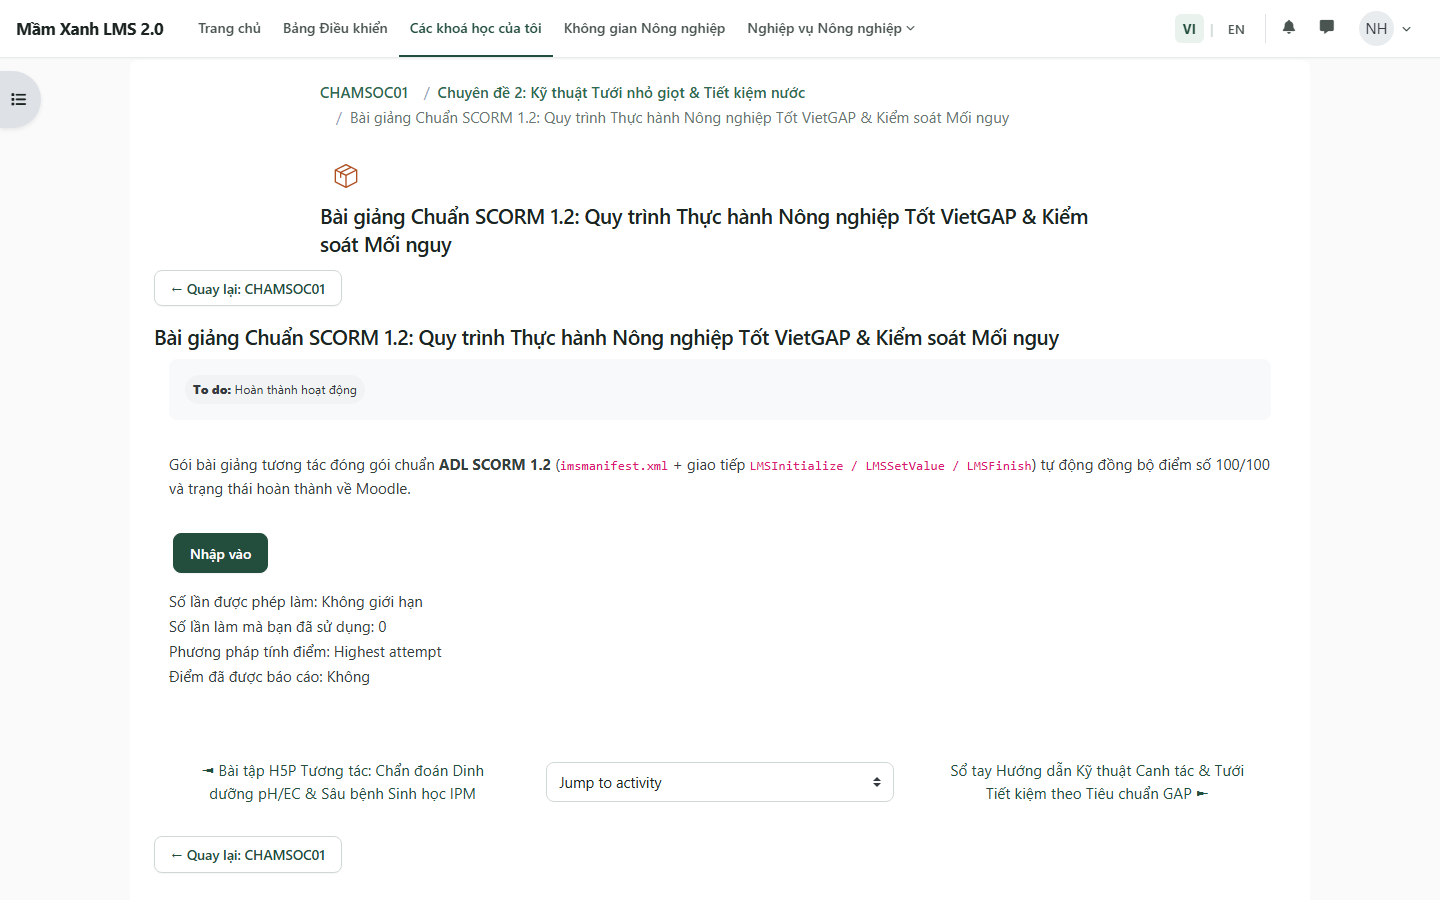 Mầm Xanh LMS 2.0
Trang chủ
Bảng Điều khiển
Các khoá học của tôi
Không gian Nông nghiệp
Nghiệp vụ Nông nghiệp
VI | EN
NH
CHAMSOC01 / Chuyên đề 2: Kỹ thuật Tưới nhỏ giọt & Tiết kiệm nước
/ Bài giảng Chuẩn SCORM 1.2: Quy trình Thực hành Nông nghiệp Tốt VietGAP & Kiểm soát Mối nguy
Bài giảng Chuẩn SCORM 1.2: Quy trình Thực hành Nông nghiệp Tốt VietGAP & Kiểm
soát Mối nguy
← Quay lại: CHAMSOC01
Bài giảng Chuẩn SCORM 1.2: Quy trình Thực hành Nông nghiệp Tốt VietGAP & Kiểm soát Mối nguy
To do: Hoàn thành hoạt động
Gói bài giảng tương tác đóng gói chuẩn ADL SCORM 1.2 (imsmanifest.xml + giao tiếp LMSInitialize / LMSSetValue / LMSFinish) tự động đồng bộ điểm số 100/100
và trạng thái hoàn thành về Moodle.
Nhập vào
Số lần được phép làm: Không giới hạn
Số lần làm mà bạn đã sử dụng: 0
Phương pháp tính điểm: Highest attempt
Điểm đã được báo cáo: Không
◄ Bài tập H5P Tương tác: Chẩn đoán Dinh
dưỡng pH/EC & Sâu bệnh Sinh học IPM
Jump to activity
Sổ tay Hướng dẫn Kỹ thuật Canh tác & Tưới
Tiết kiệm theo Tiêu chuẩn GAP ►
← Quay lại: CHAMSOC01